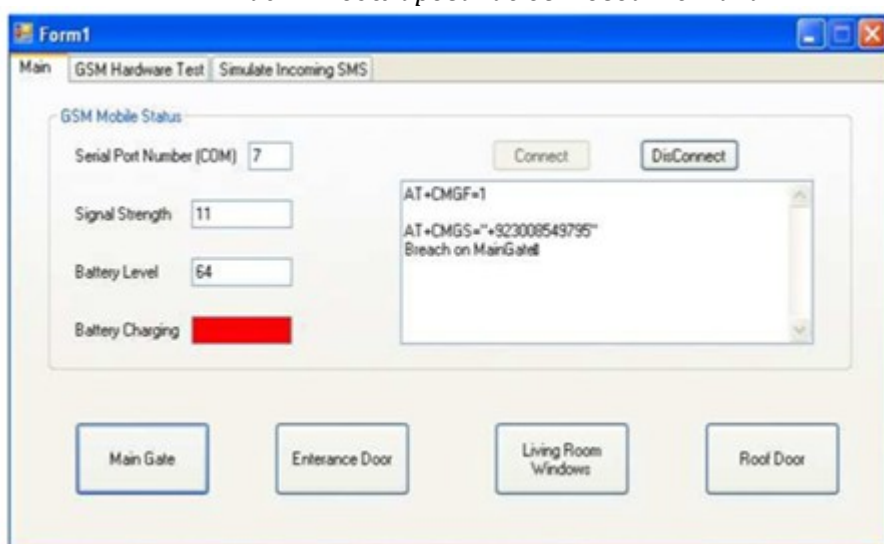 Form1
Main GSM Hardware Test Simulate Incoming SMS
GSM Mobile Status
Serial Port Number (COM) 7 Connect DisConnect
AT+CMGF=1
Signal Strength 11
AT+CMGS="+923008549795"
Breach on MainGate
Battery Level 64
Battery Charging
Main Gate Enterance Door Living Room Windows Roof Door